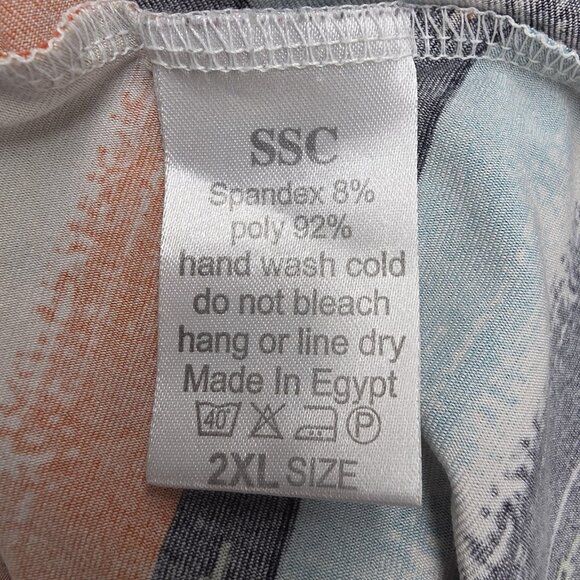 SSC
Spandex 8%
poly 92%
hand wash cold
do not bleach
hang or line dry
Made In Egypt
40° P
2XL SIZE